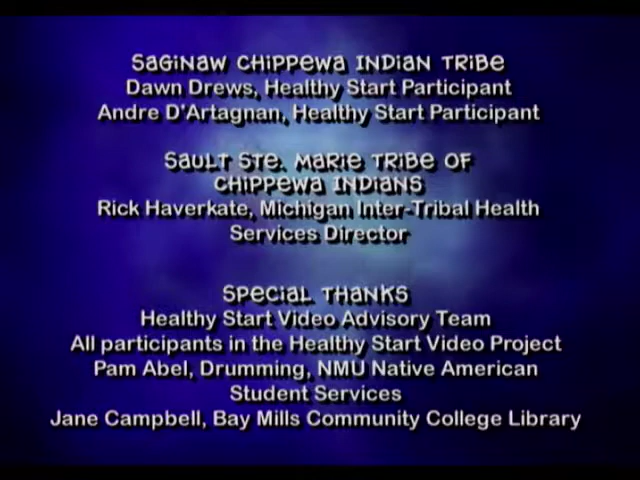 SAGINAW CHIPPEWA INDIAN TRIBE
Dawn Drews, Healthy Start Participant
Andre D'Artagnan, Healthy Start Participant
SAULT STE. MARIE TRIBE OF
CHIPPEWA INDIANS
Rick Haverkate, Michigan Inter-Tribal Health
Services Director
SPECIAL THANKS
Healthy Start Video Advisory Team
All participants in the Healthy Start Video Project
Pam Abel, Drumming, NMU Native American
Student Services
Jane Campbell, Bay Mills Community College Library